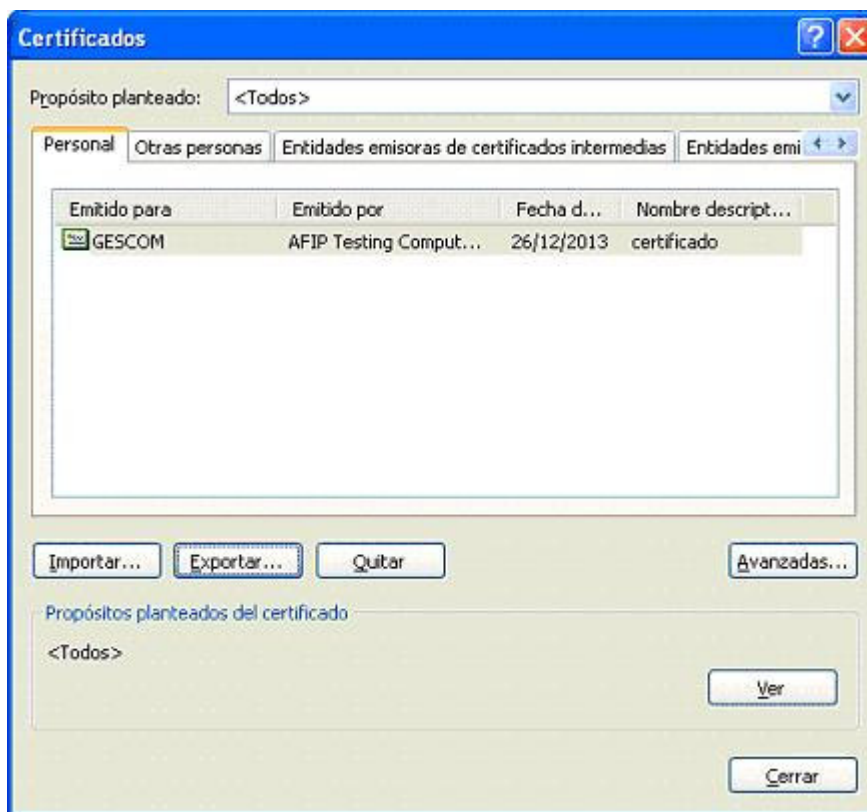 Certificados
Propósito planteado: <Todos>
Personal Otras personas Entidades emisoras de certificados intermedias Entidades emi
Emitido para Emitido por Fecha d... Nombre descript...
GESCOM AFIP Testing Comput... 26/12/2013 certificado
Importar... Exportar... Quitar Avanzadas...
Propósitos planteados del certificado
<Todos>
Ver
Cerrar